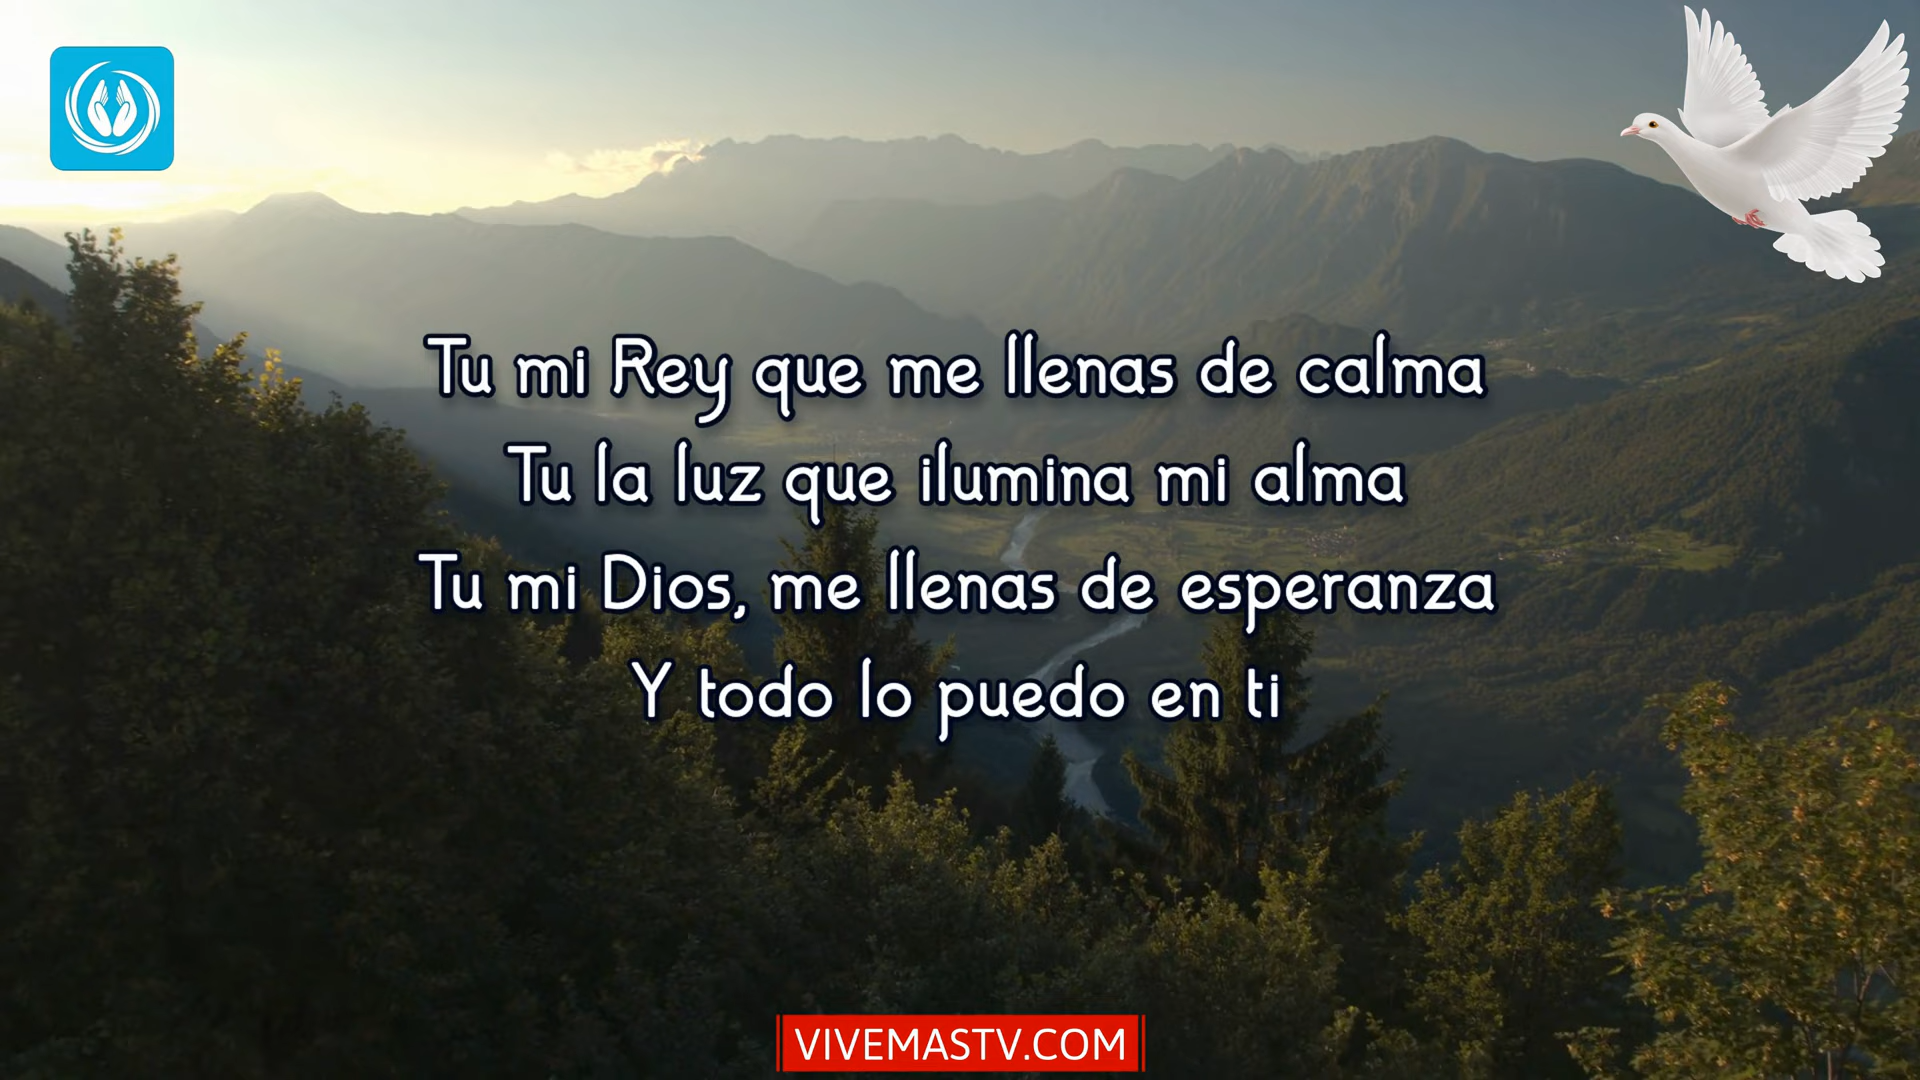 Tu mi Rey que me llenas de calma
Tu la luz que ilumina mi alma
Tu mi Dios, me llenas de esperanza
Y todo lo puedo en ti
VIVEMASTV.COM